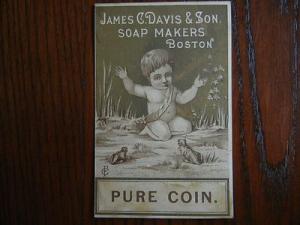 JAMES C. DAVIS & SON.
SOAP MAKERS
BOSTON
PURE COIN.